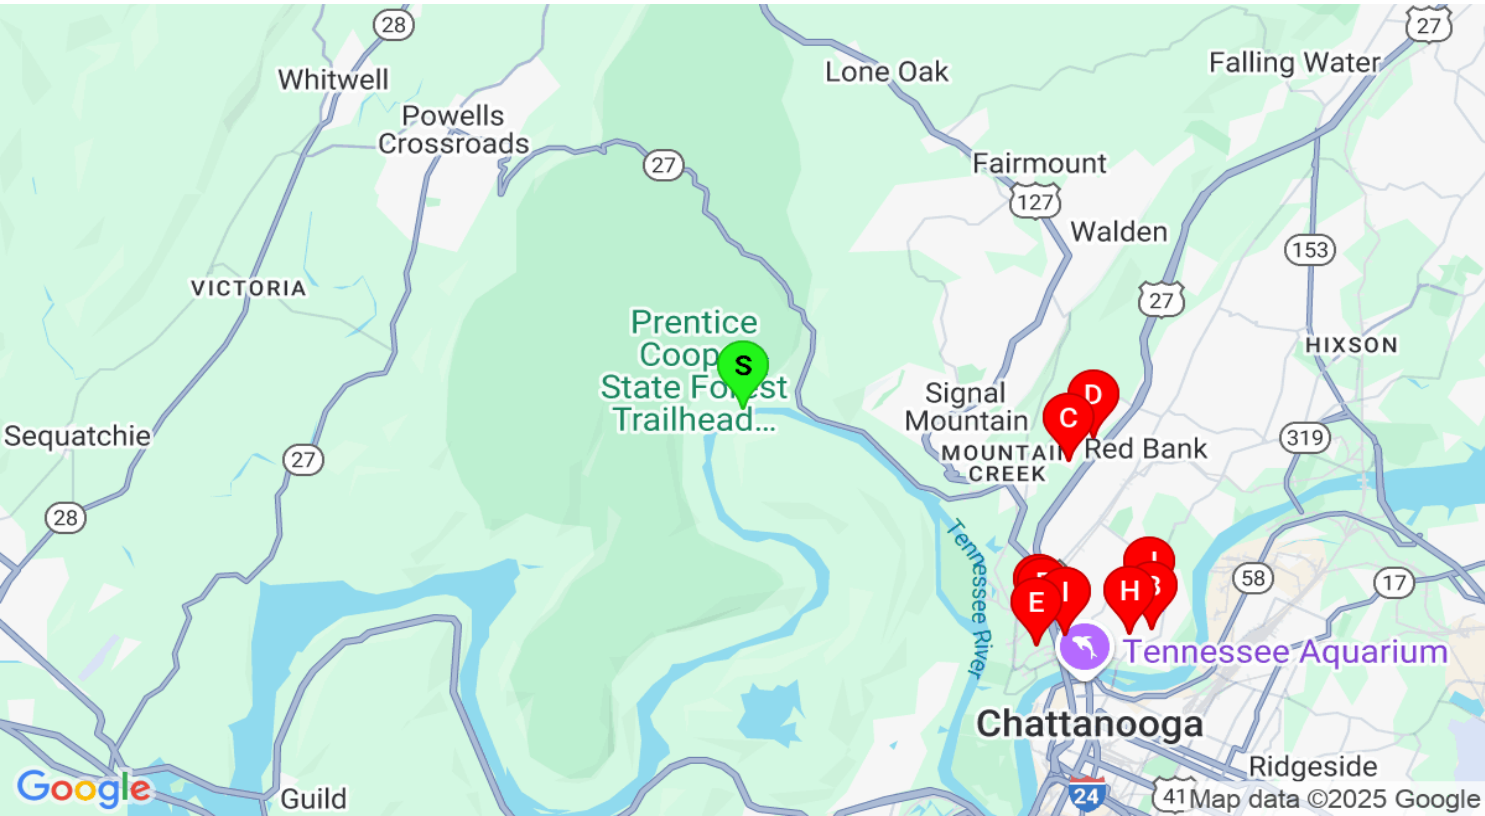 28
27
Whitwell
Lone Oak
Falling Water
Powells
Crossroads
27
Fairmount
127
Walden
153
VICTORIA
27
Prentice
Coop
State Forest
Trailhead...
S
HIXSON
Signal
Mountain
D
C
Sequatchie
MOUNTAIN
CREEK
Red Bank
319
27
28
Tennessee River
58
17
E
I
H
B
J
Tennessee Aquarium
Chattanooga
Ridgeside
Google
Guild
24
41
Map data ©2025 Google